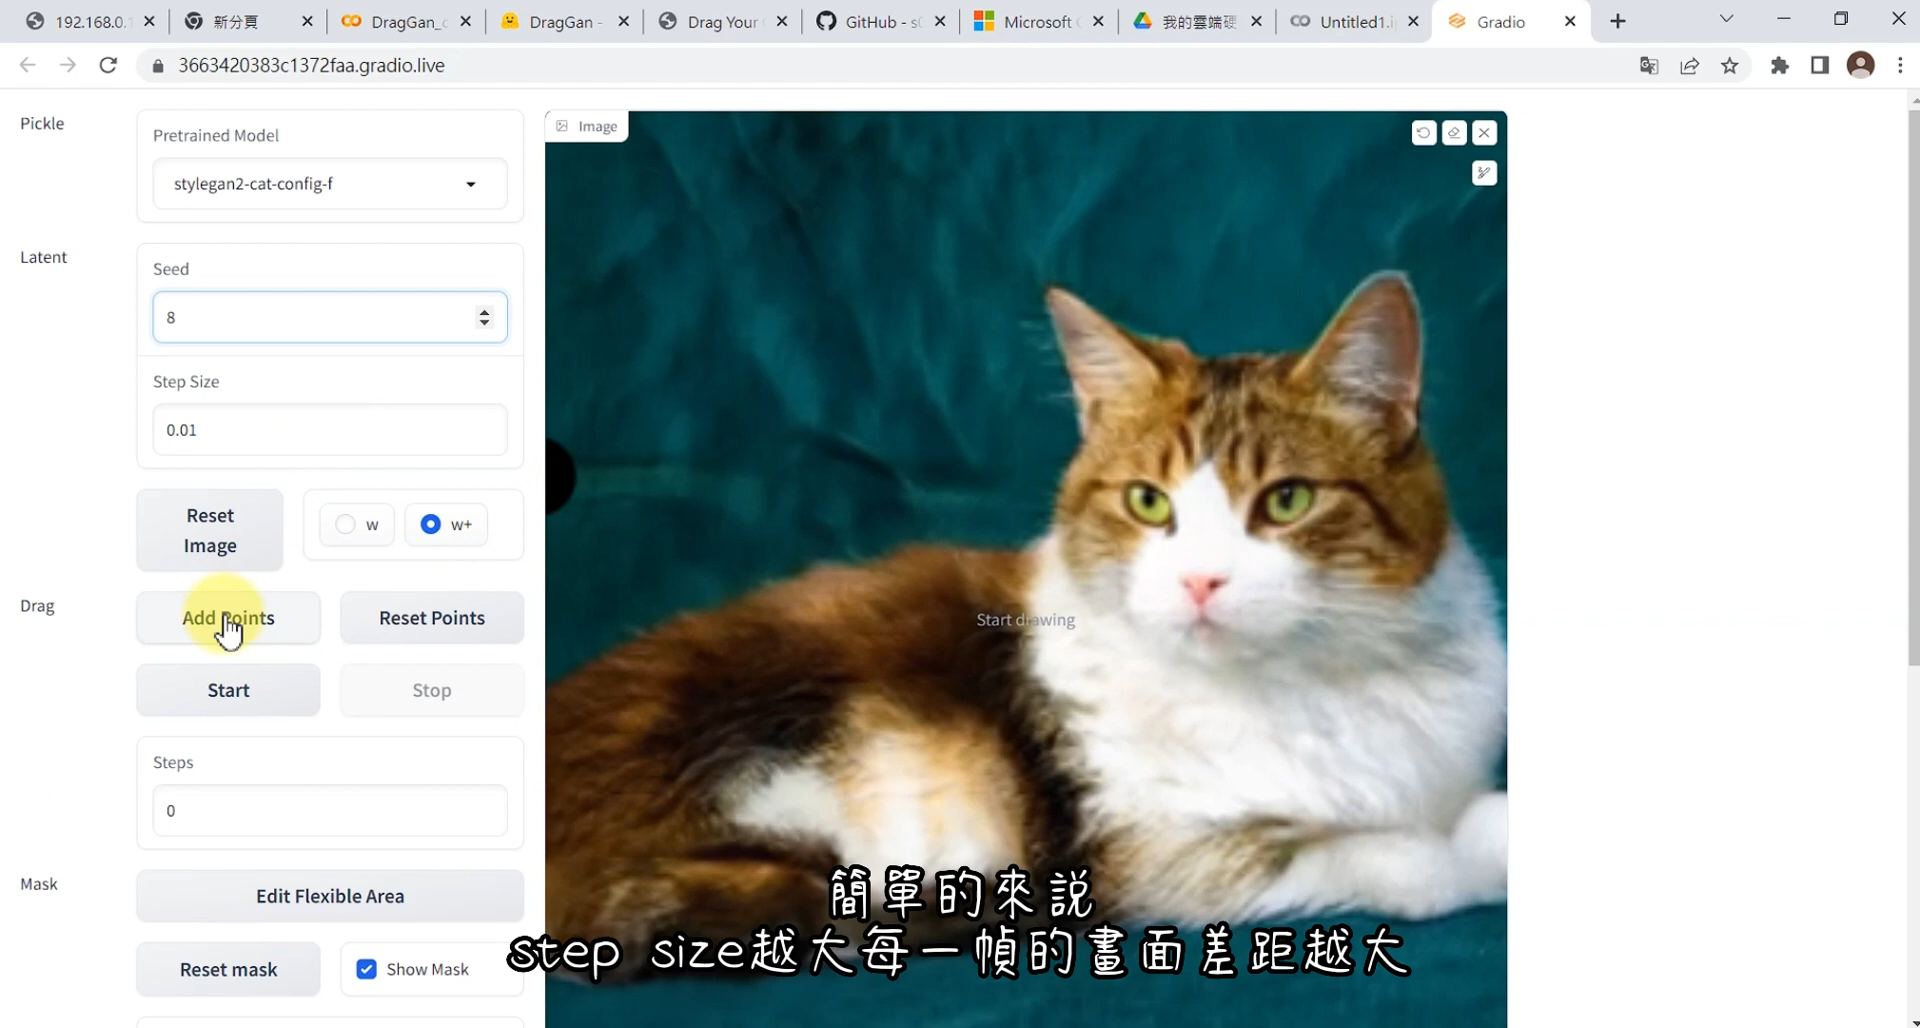 192.168.0.1
新分頁
DragGan_c
DragGan -
Drag Your
GitHub - s
Microsoft
我的雲端硬
Untitled1.i
Gradio
3663420383c1372faa.gradio.live
Pickle
Pretrained Model
stylegan2-cat-config-f
Image
Latent
Seed
8
Step Size
0.01
Reset Image
w
w+
Drag
Add Points
Reset Points
Start drawing
Start
Stop
Steps
0
Mask
Edit Flexible Area
Reset mask
Show Mask
簡單的來説
step size越大每一幀的畫面差距越大